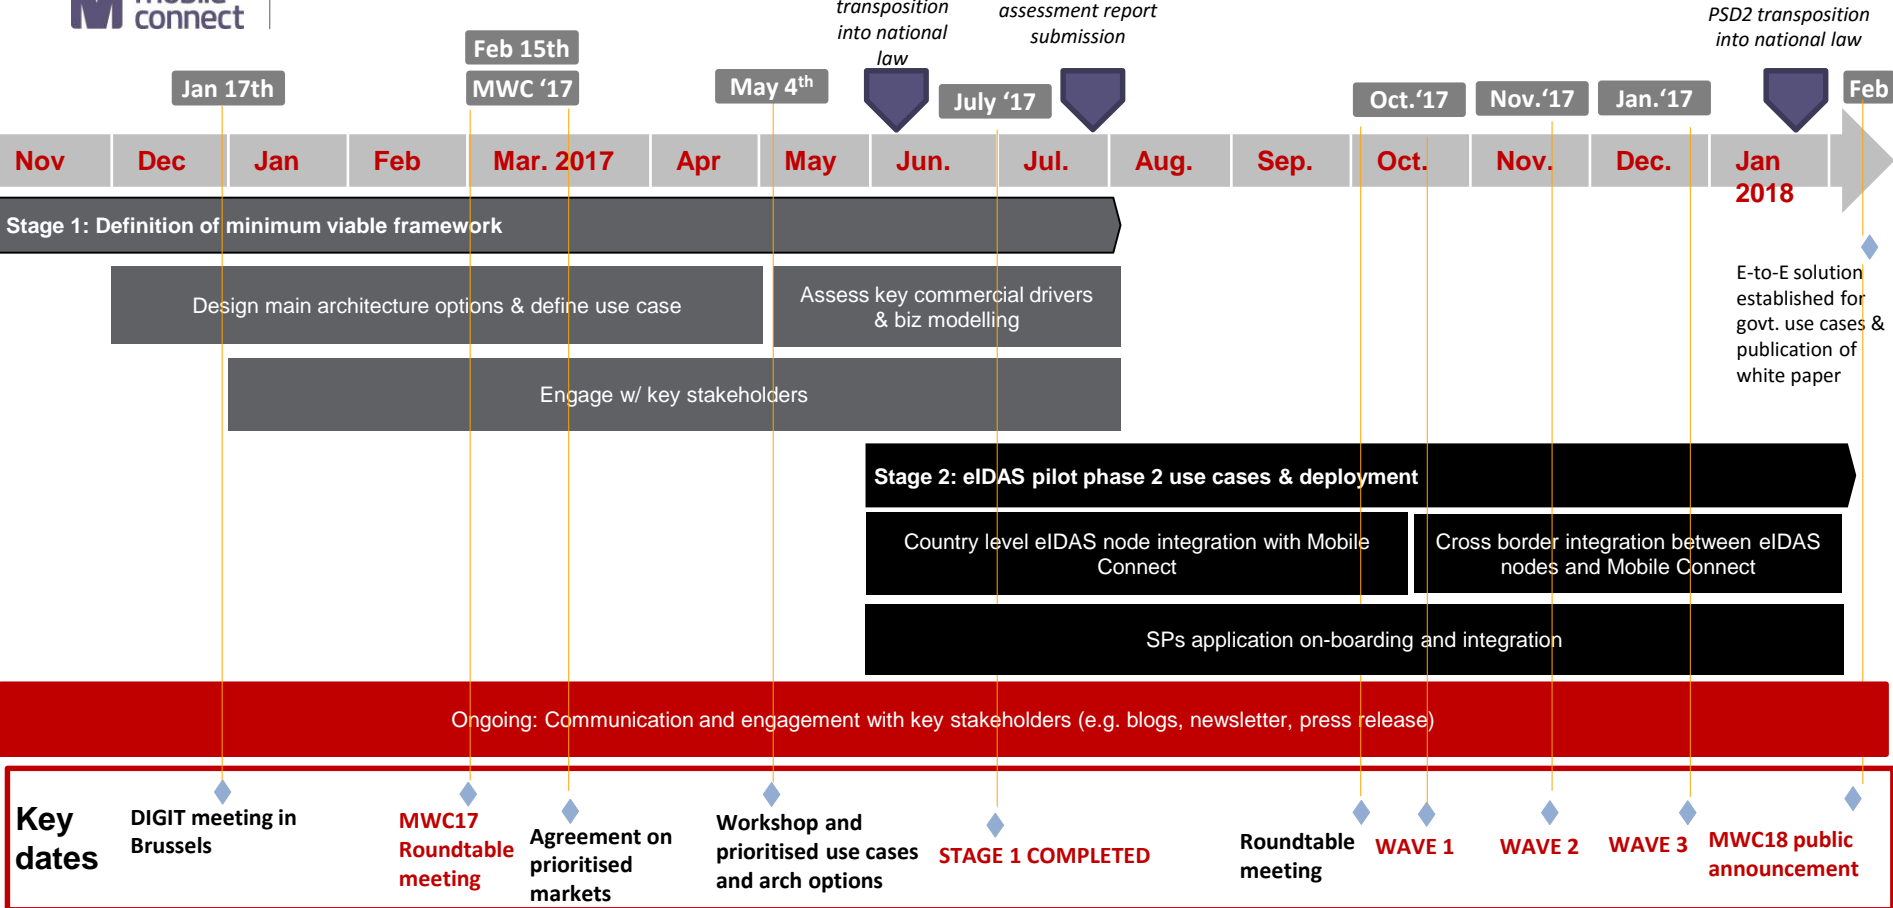 mobile
connect
transposition
into national
law
assessment report
submission
PSD2 transposition
into national law
Jan 17th
Feb 15th
MWC '17
May 4th
July '17
Oct.'17
Nov.'17
Jan.'17
Feb
Nov
Dec
Jan
Feb
Mar. 2017
Apr
May
Jun.
Jul.
Aug.
Sep.
Oct.
Nov.
Dec.
Jan
2018
Stage 1: Definition of minimum viable framework
Design main architecture options & define use case
Assess key commercial drivers
& biz modelling
Engage w/ key stakeholders
E-to-E solution
established for
govt. use cases &
publication of
white paper
Stage 2: eIDAS pilot phase 2 use cases & deployment
Country level eIDAS node integration with Mobile
Connect
Cross border integration between eIDAS
nodes and Mobile Connect
SPs application on-boarding and integration
Ongoing: Communication and engagement with key stakeholders (e.g. blogs, newsletter, press release)
Key
dates
DIGIT meeting in
Brussels
MWC17
Roundtable
meeting
Agreement on
prioritised
markets
Workshop and
prioritised use cases
and arch options
STAGE 1 COMPLETED
Roundtable
meeting
WAVE 1
WAVE 2
WAVE 3
MWC18 public
announcement